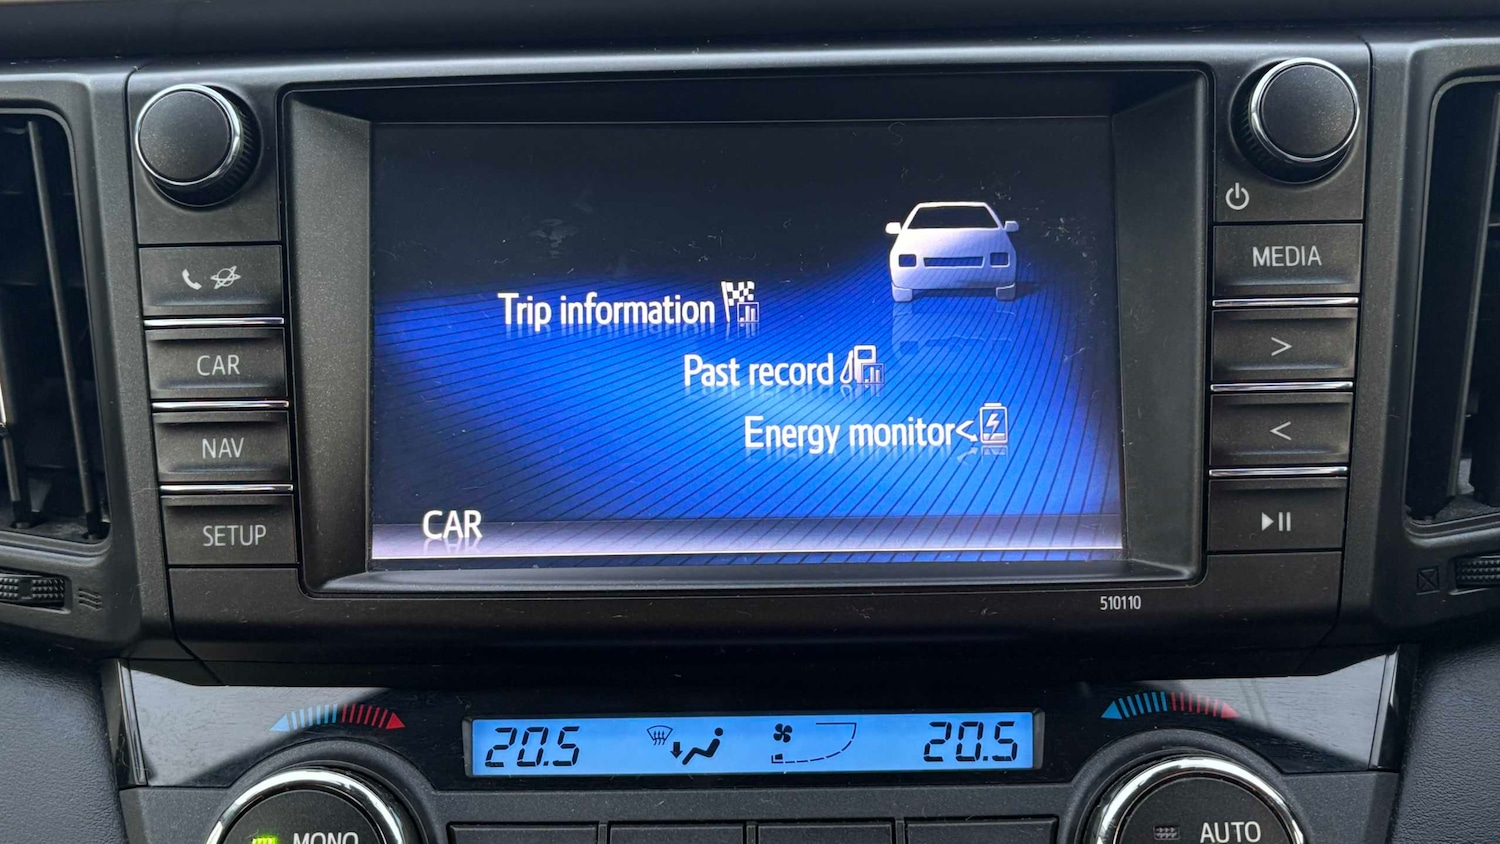 CAR
NAV
SETUP
Trip information
Past record
Energy monitor
CAR
MEDIA
>
<
510110
20.5
20.5
MONO
AUTO